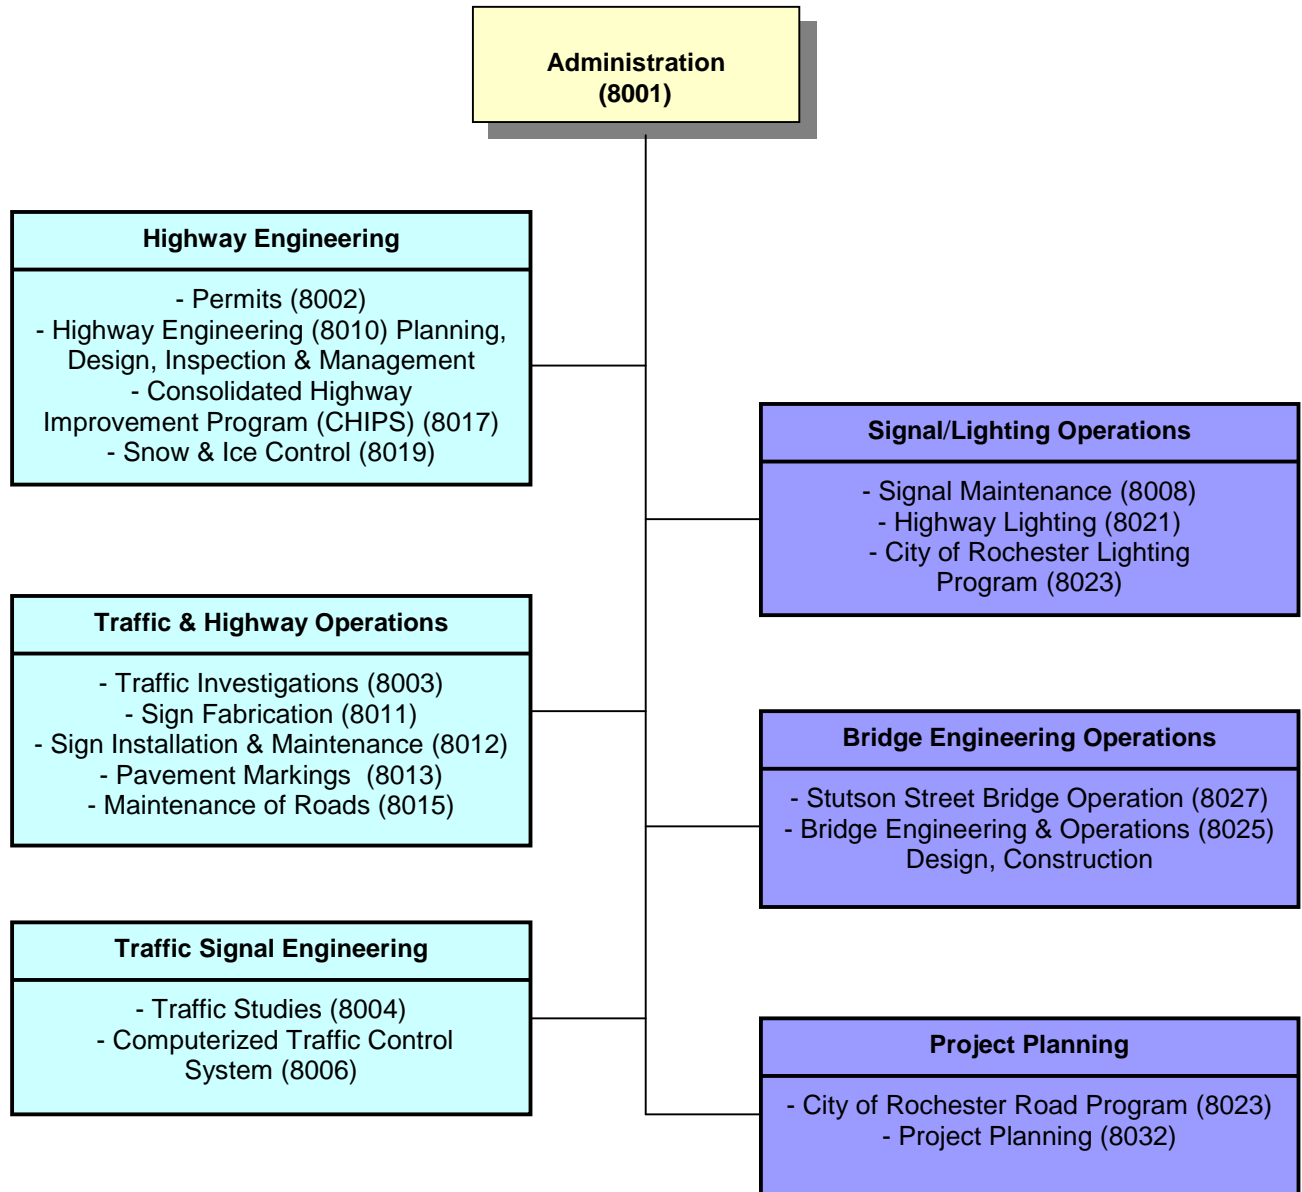 Administration
(8001)
Highway Engineering
- Permits (8002)
- Highway Engineering (8010) Planning,
Design, Inspection & Management
- Consolidated Highway
Improvement Program (CHIPS) (8017)
- Snow & Ice Control (8019)
Signal/Lighting Operations
- Signal Maintenance (8008)
- Highway Lighting (8021)
- City of Rochester Lighting
Program (8023)
Traffic & Highway Operations
- Traffic Investigations (8003)
- Sign Fabrication (8011)
- Sign Installation & Maintenance (8012)
- Pavement Markings  (8013)
- Maintenance of Roads (8015)
Bridge Engineering Operations
- Stutson Street Bridge Operation (8027)
- Bridge Engineering & Operations (8025)
Design, Construction
Traffic Signal Engineering
- Traffic Studies (8004)
- Computerized Traffic Control
System (8006)
Project Planning
- City of Rochester Road Program (8023)
- Project Planning (8032)